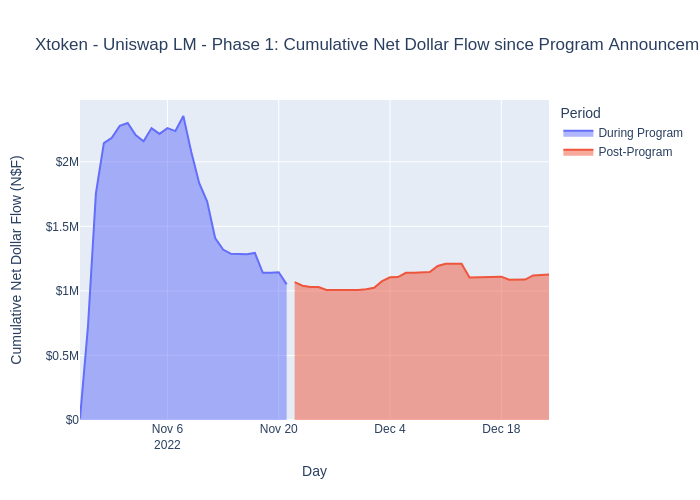 Xtoken - Uniswap LM - Phase 1: Cumulative Net Dollar Flow since Program Announcem
Period
During Program
Post-Program
Cumulative Net Dollar Flow (N$F)
$2M
$1.5M
$1M
$0.5M
$0
Nov 6
2022
Nov 20
Dec 4
Dec 18
Day